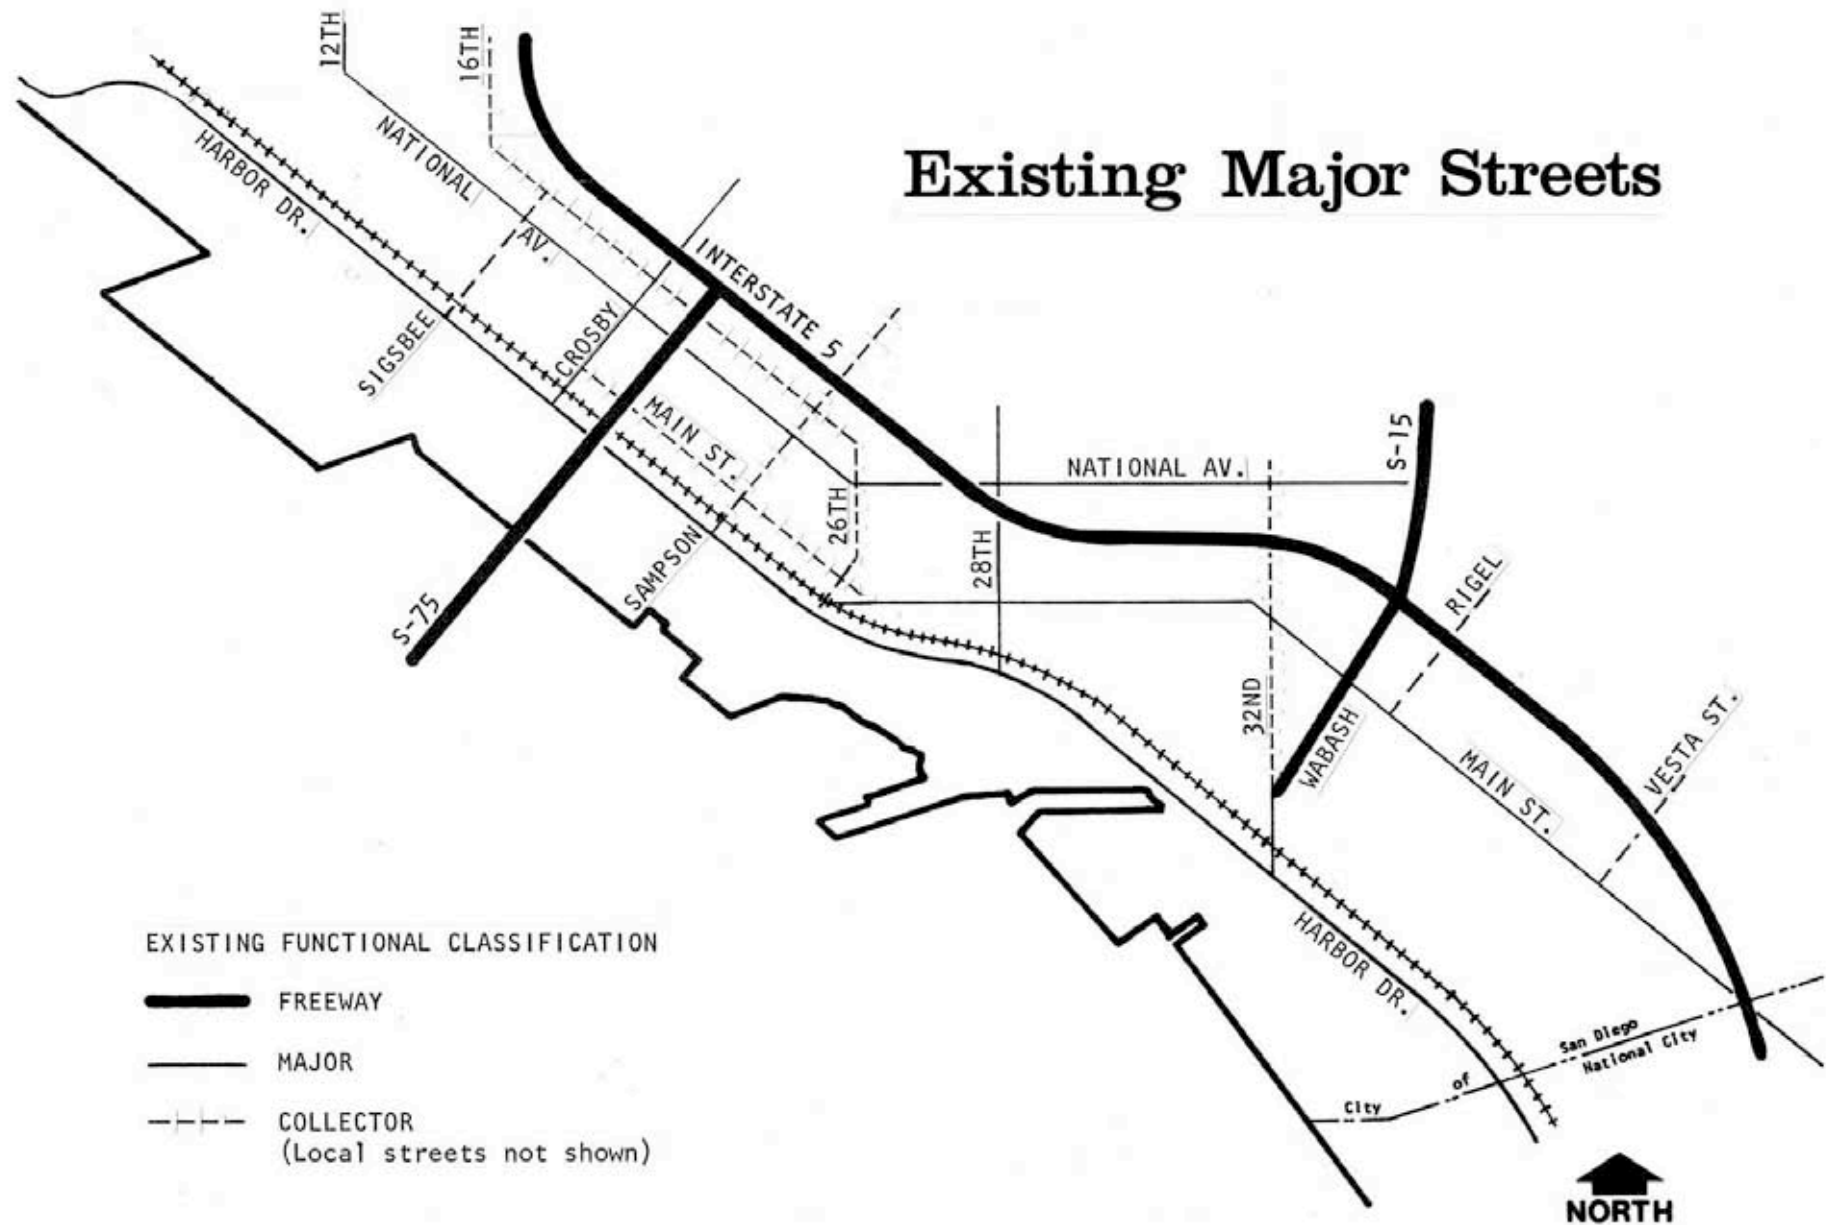 12TH
16TH
Existing Major Streets
NATIONAL
AV.
HARBOR DR.
INTERSTATE 5
SIGSBEE
CROSBY
MAIN ST.
S-15
NATIONAL AV.
26TH
28TH
SAMPSON
RIGEL
S-75
32ND
WABASH
VESTA ST.
MAIN ST.
HARBOR DR.
EXISTING FUNCTIONAL CLASSIFICATION
FREEWAY
MAJOR
COLLECTOR
(Local streets not shown)
San Diego
City of National City
NORTH